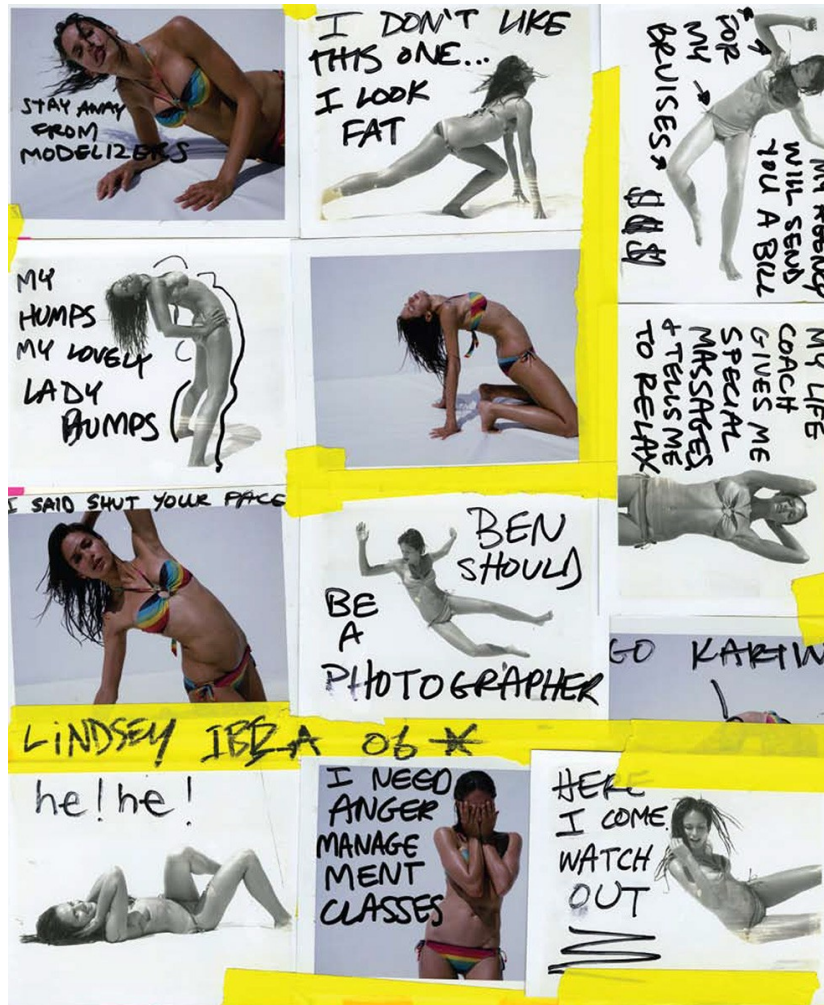 STAY AWAY
FROM
MODELIZERS
I DON'T LIKE
THIS ONE...
I LOOK
FAT
FOR
MY
BRUISES
MY AGENCY
WILL SEND
YOU A BILL
$$$
MY
HUMPS
MY LOVELY
LADY
HUMPS
MY LIFE
COACH
GIVES ME
SPECIAL
MASSAGES
& TELLS ME
TO RELAX
I SAID SHUT YOUR FACE
BEN
SHOULD
BE
A
PHOTOGRAPHER
GO KARIN
LINDSEY IBIZA 06
he! he!
I NEED
ANGER
MANAGE
MENT
CLASSES
HERE
I COME.
WATCH
OUT